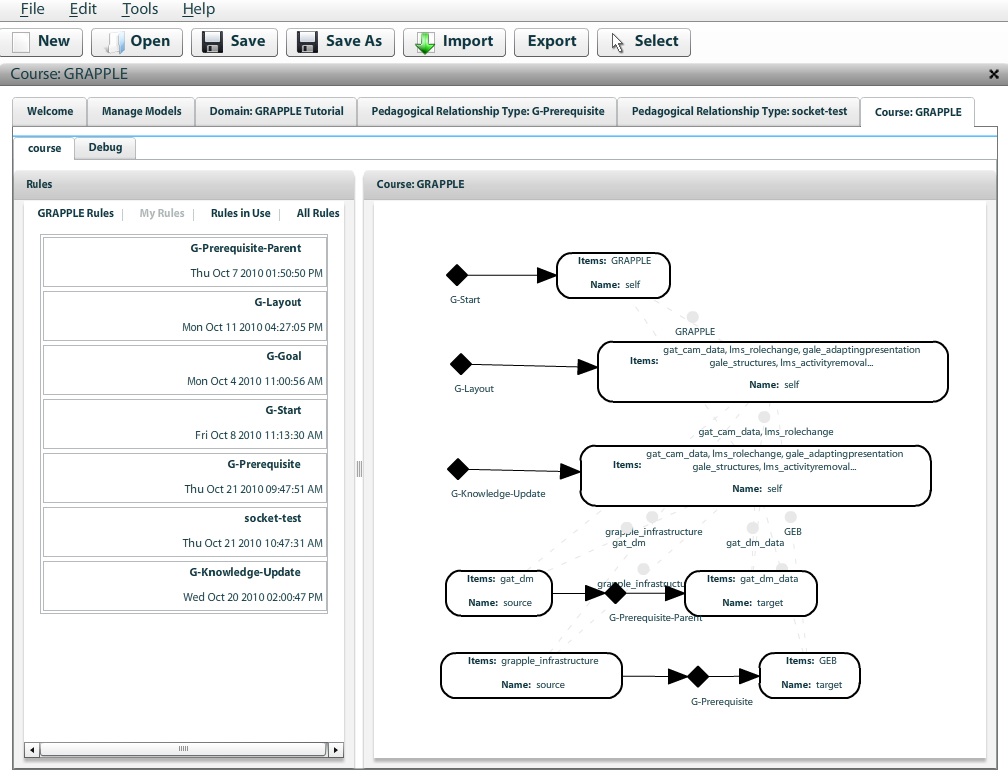 File Edit Tools Help
New Open Save Save As Import Export Select
Course: GRAPPLE
Welcome Manage Models Domain: GRAPPLE Tutorial Pedagogical Relationship Type: G-Prerequisite Pedagogical Relationship Type: socket-test Course: GRAPPLE
course Debug
Rules
GRAPPLE Rules My Rules Rules in Use All Rules
G-Prerequisite-Parent
Thu Oct 7 2010 01:50:50 PM
G-Layout
Mon Oct 11 2010 04:27:05 PM
G-Goal
Mon Oct 4 2010 11:00:56 AM
G-Start
Fri Oct 8 2010 11:13:30 AM
G-Prerequisite
Thu Oct 21 2010 09:47:51 AM
socket-test
Thu Oct 21 2010 10:47:31 AM
G-Knowledge-Update
Wed Oct 20 2010 02:00:47 PM
Course: GRAPPLE
Items: GRAPPLE
Name: self
G-Start
GRAPPLE
gat_cam_data, lms_rolechange, gale_adaptingpresentation
Items: gale_structures, lms_activityremoval...
Name: self
G-Layout
gat_cam_data, lms_rolechange
gat_cam_data, lms_rolechange, gale_adaptingpresentation
Items: gale_structures, lms_activityremoval...
Name: self
G-Knowledge-Update
grapple_infrastructure
gat_dm
GEB
gat_dm_data
Items: gat_dm
Name: source
grapple_infrastructu
Items: gat_dm_data
Name: target
G-Prerequisite-Parent
Items: grapple_infrastructure
Name: source
Items: GEB
Name: target
G-Prerequisite